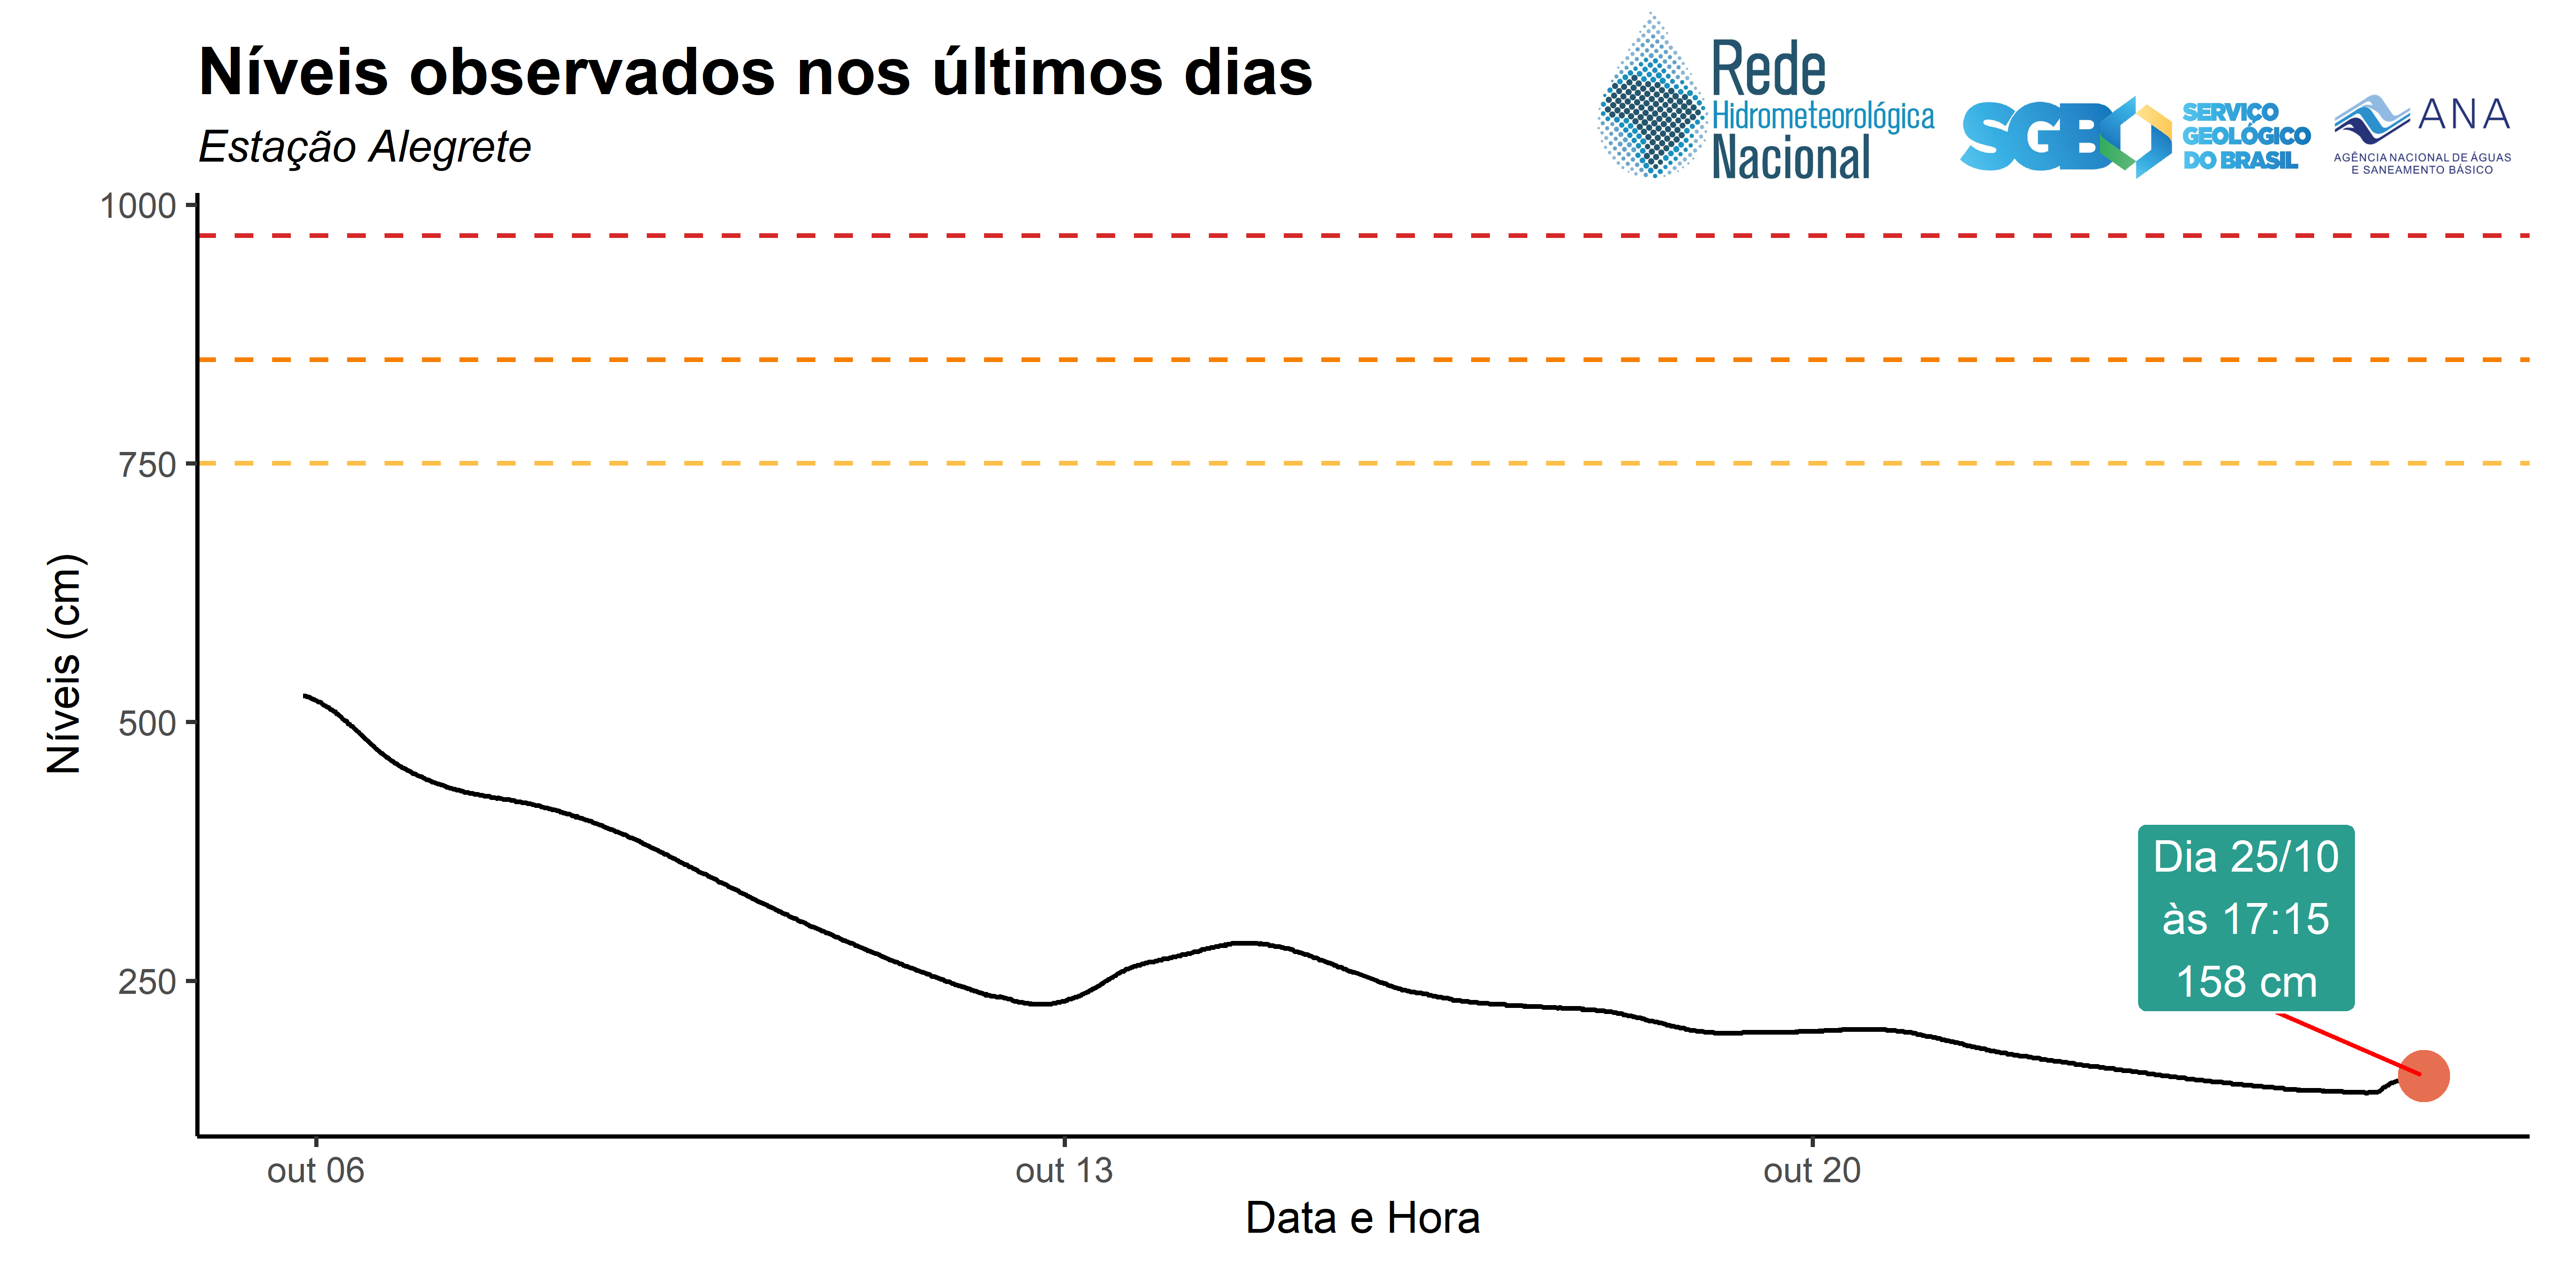 Níveis observados nos últimos dias
Estação Alegrete
Rede
Hidrometeorológica
Nacional
SGB
SERVIÇO
GEOLÓGICO
DO BRASIL
ANA
AGÊNCIA NACIONAL DE ÁGUAS
E SANEAMENTO BÁSICO
1000
750
500
250
Níveis (cm)
Dia 25/10
às 17:15
158 cm
out 06
out 13
out 20
Data e Hora